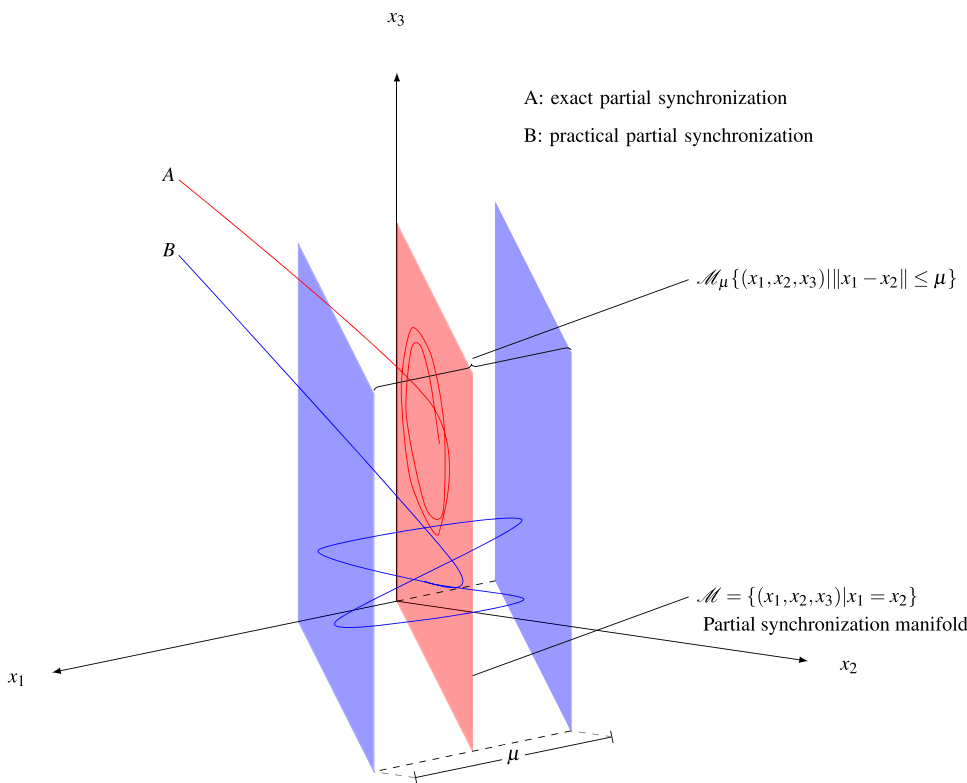 x₃
A: exact partial synchronization
B: practical partial synchronization
A
B
ℳ_μ{(x₁,x₂,x₃)|‖x₁−x₂‖ ≤ μ}
ℳ = {(x₁,x₂,x₃)|x₁ = x₂}
Partial synchronization manifold
x₁
x₂
μ